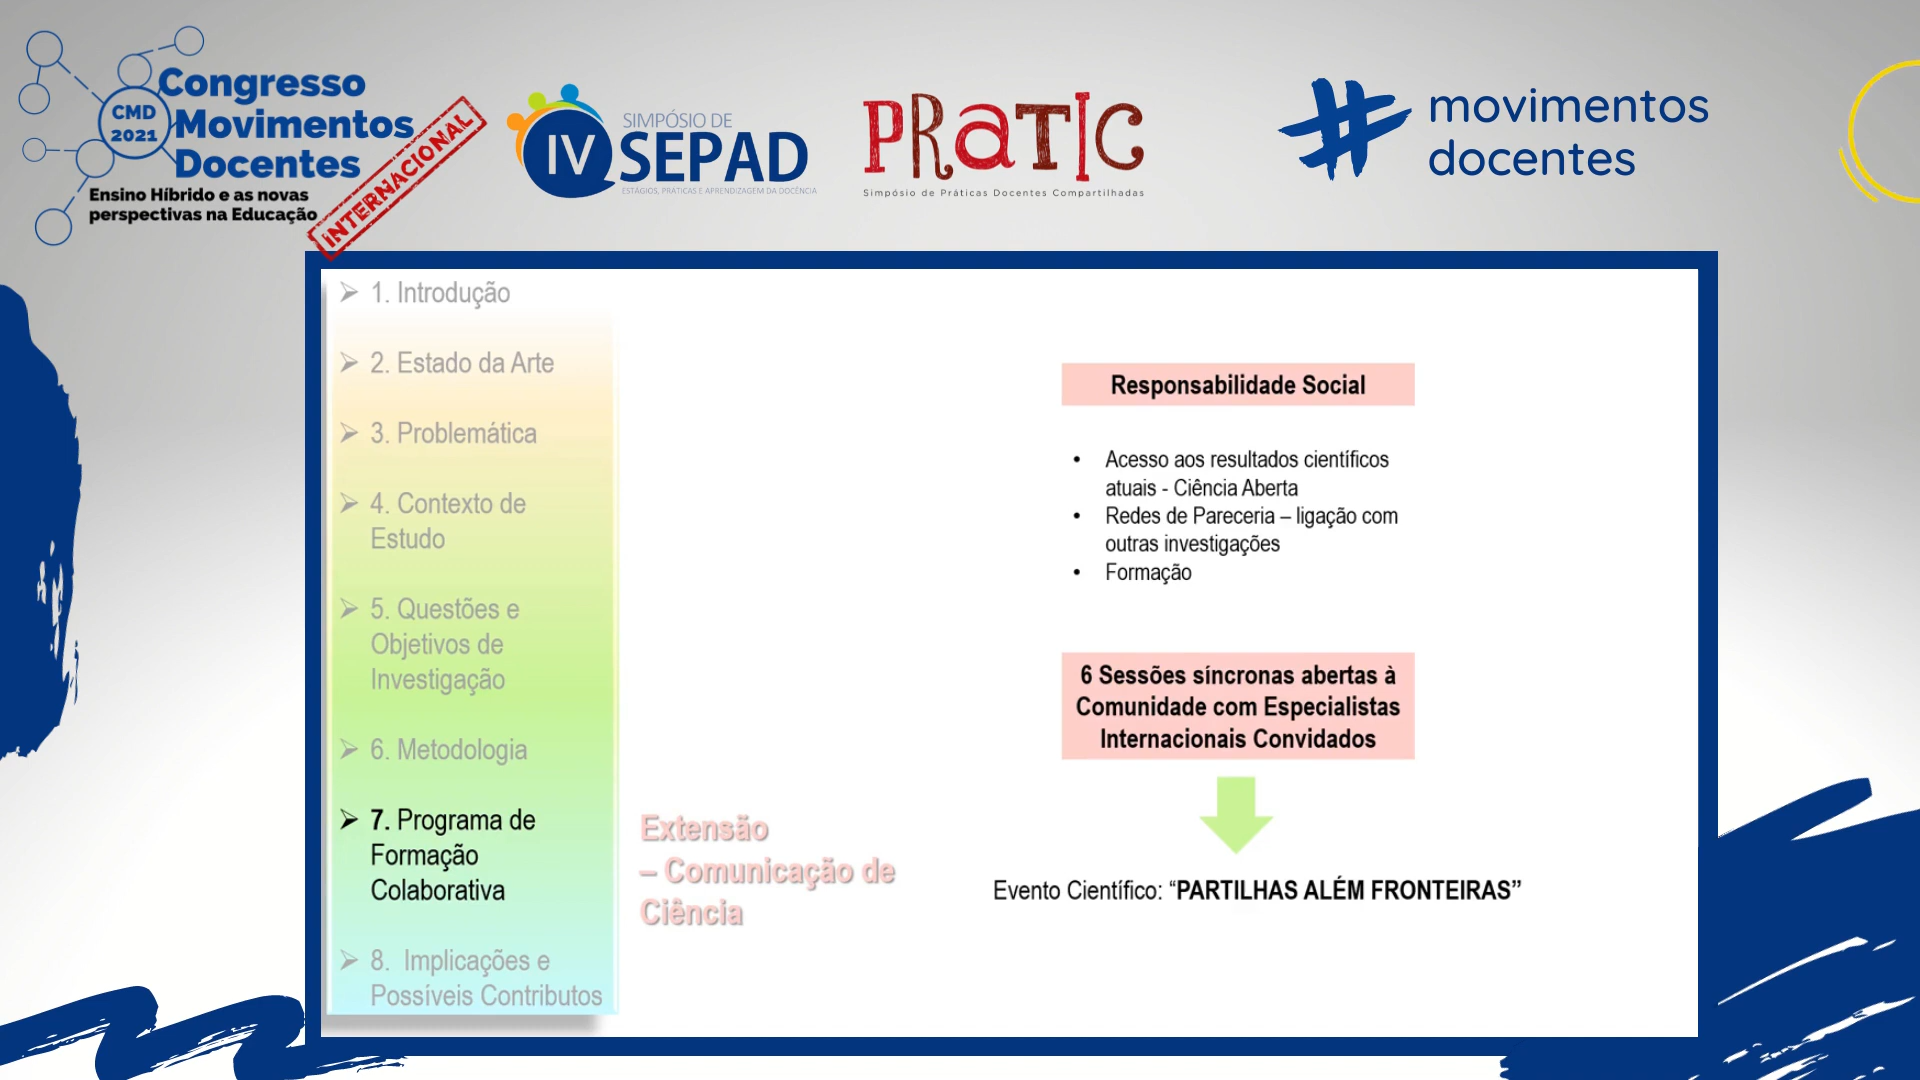 Congresso
CMD
2021
Movimentos
Docentes
Ensino Híbrido e as novas
perspectivas na Educação
INTERNACIONAL
IV
SIMPÓSIO DE
SEPAD
ESTÁGIOS, PRÁTICAS E APRENDIZAGEM DA DOCÊNCIA
PRATIC
Simpósio de Práticas Docentes Compartilhadas
# movimentos
docentes
➢ 1. Introdução
➢ 2. Estado da Arte
➢ 3. Problemática
➢ 4. Contexto de
Estudo
➢ 5. Questões e
Objetivos de
Investigação
➢ 6. Metodologia
➢ 7. Programa de
Formação
Colaborativa
➢ 8. Implicações e
Possíveis Contributos
Extensão
– Comunicação de
Ciência
Responsabilidade Social
• Acesso aos resultados científicos
atuais - Ciência Aberta
• Redes de Pareceria – ligação com
outras investigações
• Formação
6 Sessões síncronas abertas à
Comunidade com Especialistas
Internacionais Convidados
Evento Científico: “PARTILHAS ALÉM FRONTEIRAS”